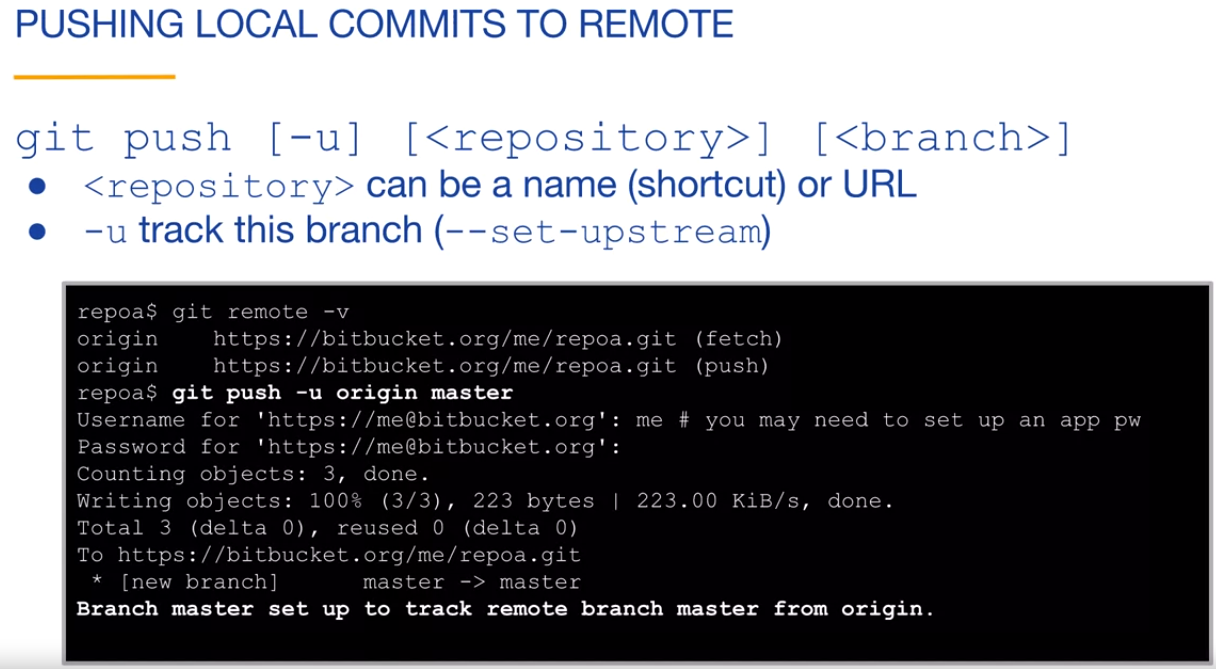 PUSHING LOCAL COMMITS TO REMOTE
git push [-u] [<repository>] [<branch>]
● <repository> can be a name (shortcut) or URL
● -u track this branch (--set-upstream)
repoa$ git remote -v
origin    https://bitbucket.org/me/repoa.git (fetch)
origin    https://bitbucket.org/me/repoa.git (push)
repoa$ git push -u origin master
Username for 'https://me@bitbucket.org': me # you may need to set up an app pw
Password for 'https://me@bitbucket.org':
Counting objects: 3, done.
Writing objects: 100% (3/3), 223 bytes | 223.00 KiB/s, done.
Total 3 (delta 0), reused 0 (delta 0)
To https://bitbucket.org/me/repoa.git
 * [new branch]      master -> master
Branch master set up to track remote branch master from origin.